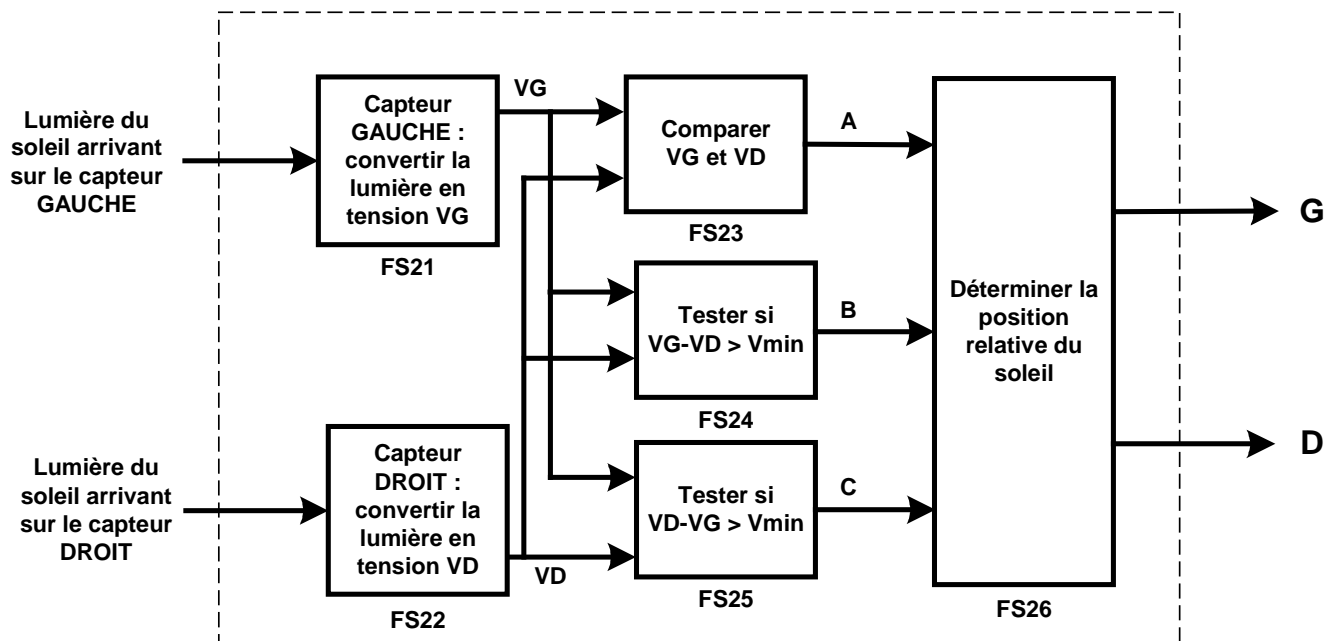 Lumière du
soleil arrivant
sur le capteur
GAUCHE
Capteur
GAUCHE :
convertir la
lumière en
tension VG
FS21
VG
Comparer
VG et VD
FS23
A
Tester si
VG-VD > Vmin
FS24
B
Déterminer la
position
relative du
soleil
FS26
G
D
Lumière du
soleil arrivant
sur le capteur
DROIT
Capteur
DROIT :
convertir la
lumière en
tension VD
FS22
VD
Tester si
VD-VG > Vmin
FS25
C